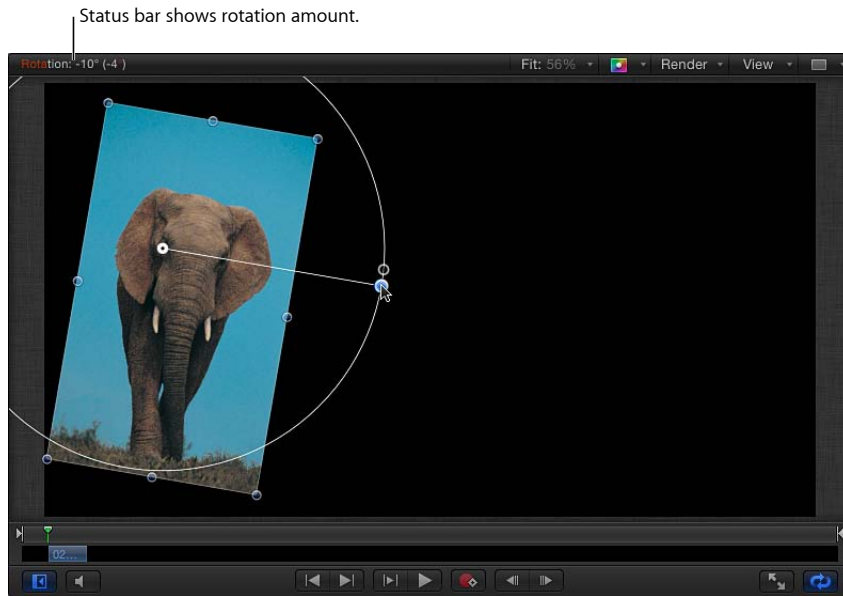 Status bar shows rotation amount.
Rotation: -10° (-4 )
Fit: 56%
Render
View
02...